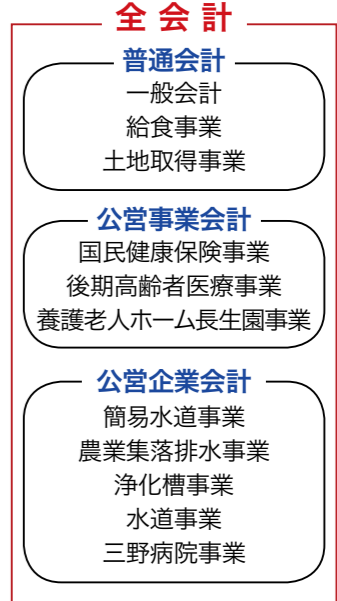 全会計
普通会計
一般会計
給食事業
土地取得事業
公営事業会計
国民健康保険事業
後期高齢者医療事業
養護老人ホーム長生園事業
公営企業会計
簡易水道事業
農業集落排水事業
浄化槽事業
水道事業
三野病院事業